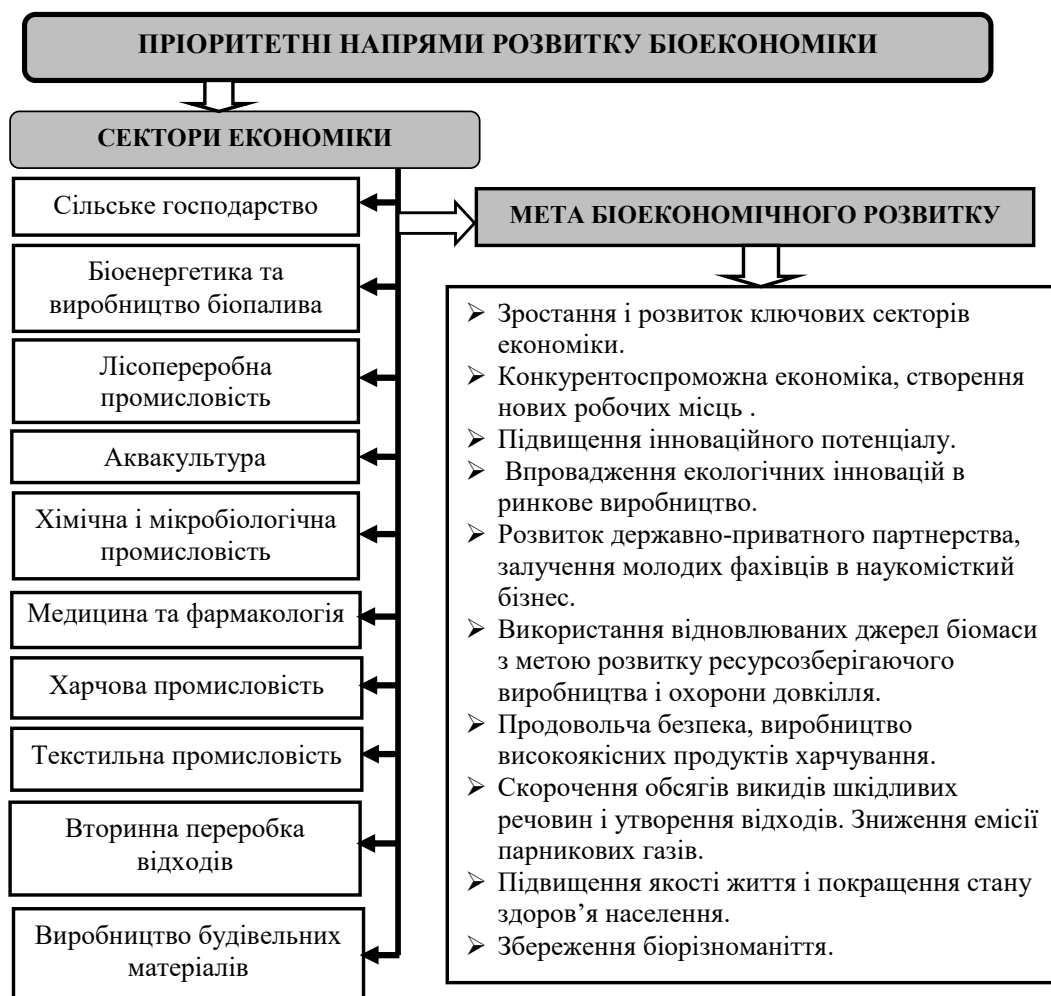 ПРІОРИТЕТНІ НАПРЯМИ РОЗВИТКУ БІОЕКОНОМІКИ
СЕКТОРИ ЕКОНОМІКИ
Сільське господарство
Біоенергетика та
виробництво біопалива
Лісопереробна
промисловість
Аквакультура
Хімічна і мікробіологічна
промисловість
Медицина та фармакологія
Харчова промисловість
Текстильна промисловість
Вторинна переробка
відходів
Виробництво будівельних
матеріалів
МЕТА БІОЕКОНОМІЧНОГО РОЗВИТКУ
➢ Зростання і розвиток ключових секторів
економіки.
➢ Конкурентоспроможна економіка, створення
нових робочих місць .
➢ Підвищення інноваційного потенціалу.
➢ Впровадження екологічних інновацій в
ринкове виробництво.
➢ Розвиток державно-приватного партнерства,
залучення молодих фахівців в наукомісткий
бізнес.
➢ Використання відновлюваних джерел біомаси
з метою розвитку ресурсозберігаючого
виробництва і охорони довкілля.
➢ Продовольча безпека, виробництво
високоякісних продуктів харчування.
➢ Скорочення обсягів викидів шкідливих
речовин і утворення відходів. Зниження емісії
парникових газів.
➢ Підвищення якості життя і покращення стану
здоров’я населення.
➢ Збереження біорізноманіття.